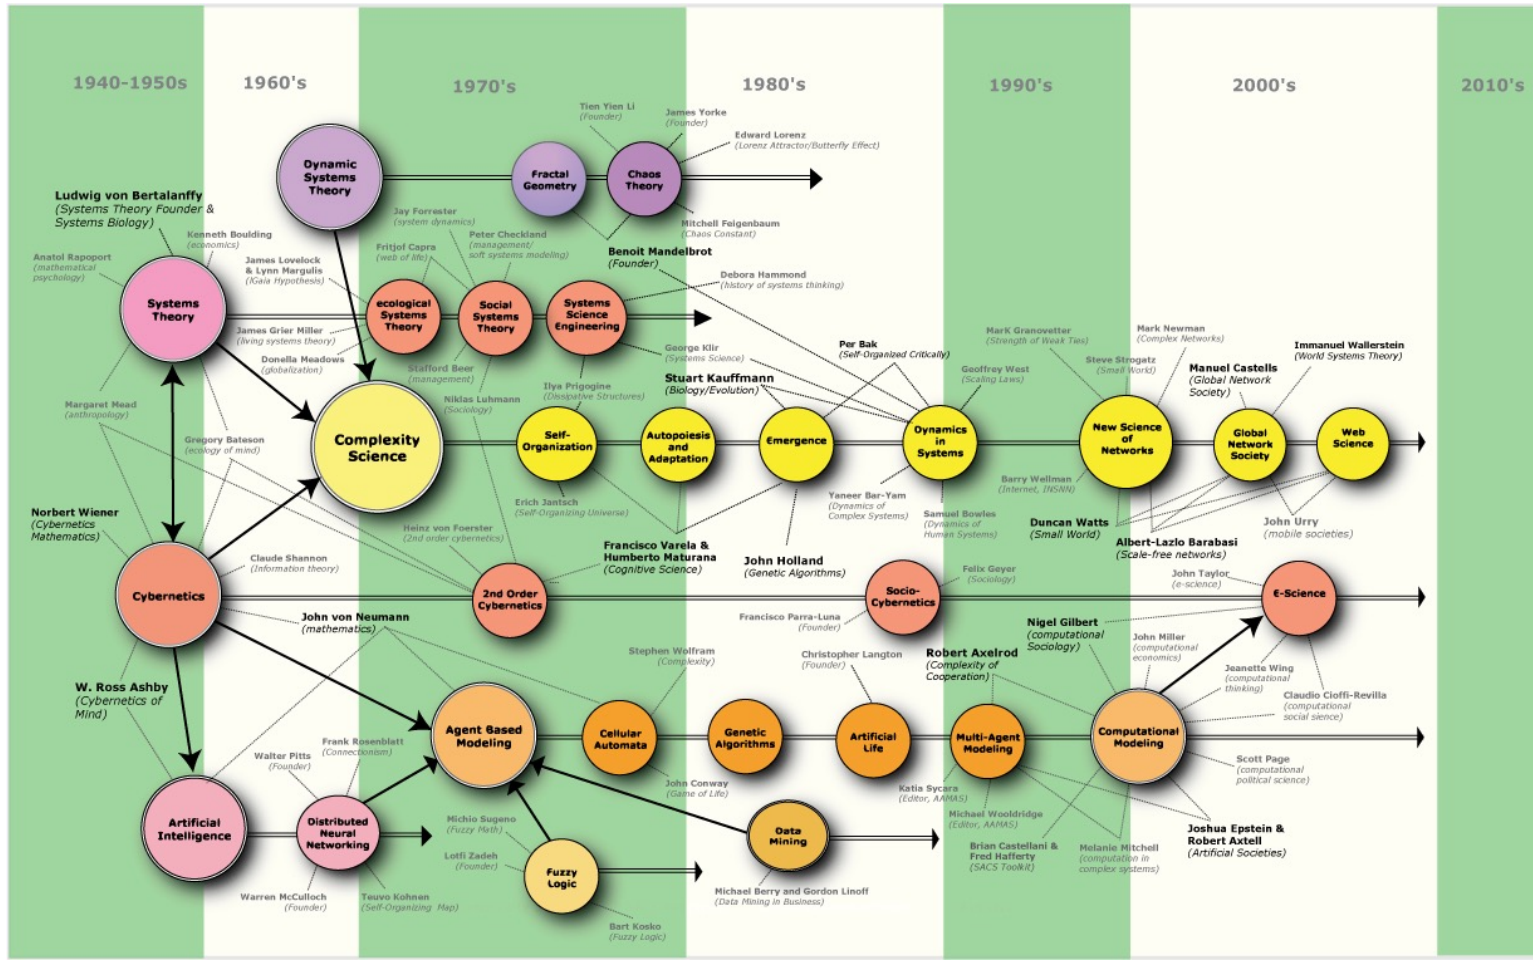 1940-1950s
1960's
1970's
1980's
1990's
2000's
2010's
Tien Yien Li
(Founder)
James Yorke
(Founder)
Edward Lorenz
(Lorenz Attractor/Butterfly Effect)
Dynamic
Systems
Theory
Fractal
Geometry
Chaos
Theory
Mitchell Feigenbaum
(Chaos Constant)
Benoit Mandelbrot
(Founder)
Ludwig von Bertalanffy
(Systems Theory Founder &
Systems Biology)
Kenneth Boulding
(economics)
Anatol Rapoport
(mathematical
psychology)
James Lovelock
& Lynn Margulis
(IGaia Hypothesis)
Jay Forrester
(system dynamics)
Fritjof Capra
(web of life)
Peter Checkland
(management/
soft systems modeling)
Debora Hammond
(history of systems thinking)
Systems
Theory
ecological
Systems
Theory
Social
Systems
Theory
Systems
Science
Engineering
James Grier Miller
(living systems theory)
Donella Meadows
(globalization)
Stafford Beer
(management)
George Klir
(Systems Science)
Niklas Luhmann
(Sociology)
Ilya Prigogine
(Dissipative Structures)
Stuart Kauffmann
(Biology/Evolution)
Per Bak
(Self-Organized Critically)
Geoffrey West
(Scaling Laws)
MarK Granovetter
(Strength of Weak Ties)
Mark Newman
(Complex Networks)
Steve Strogatz
(Small World)
Manuel Castells
(Global Network
Society)
Immanuel Wallerstein
(World Systems Theory)
Margaret Mead
(anthropology)
Gregory Bateson
(ecology of mind)
Complexity
Science
Self-
Organization
Autopoiesis
and
Adaptation
Emergence
Dynamics
in
Systems
New Science
of
Networks
Global
Network
Society
Web
Science
Erich Jantsch
(Self-Organizing Universe)
Yaneer Bar-Yam
(Dynamics of
Complex Systems)
Samuel Bowles
(Dynamics of
Human Systems)
Barry Wellman
(Internet, INSNN)
Duncan Watts
(Small World)
Albert-Lazlo Barabasi
(Scale-free networks)
John Urry
(mobile societies)
Norbert Wiener
(Cybernetics
Mathematics)
Claude Shannon
(Information theory)
Heinz von Foerster
(2nd order cybernetics)
Francisco Varela &
Humberto Maturana
(Cognitive Science)
John Holland
(Genetic Algorithms)
Felix Geyer
(Sociology)
John Taylor
(e-science)
Cybernetics
2nd Order
Cybernetics
Socio-
Cybernetics
E-Science
John von Neumann
(mathematics)
Francisco Parra-Luna
(Founder)
Nigel Gilbert
(computational
Sociology)
John Miller
(computational
economics)
Jeanette Wing
(computational
thinking)
Claudio Cioffi-Revilla
(computational
social sience)
W. Ross Ashby
(Cybernetics of
Mind)
Stephen Wolfram
(Complexity)
Christopher Langton
(Founder)
Robert Axelrod
(Complexity of
Cooperation)
Agent Based
Modeling
Cellular
Automata
Genetic
Algorithms
Artificial
Life
Multi-Agent
Modeling
Computational
Modeling
Walter Pitts
(Founder)
Frank Rosenblatt
(Connectionism)
John Conway
(Game of Life)
Katia Sycara
(Editor, AAMAS)
Michael Wooldridge
(Editor, AAMAS)
Scott Page
(computational
political science)
Artificial
Intelligence
Distributed
Neural
Networking
Michio Sugeno
(Fuzzy Math)
Lotfi Zadeh
(Founder)
Fuzzy
Logic
Data
Mining
Brian Castellani &
Fred Hafferty
(SACS Toolkit)
Melanie Mitchell
(computation in
complex systems)
Joshua Epstein &
Robert Axtell
(Artificial Societies)
Warren McCulloch
(Founder)
Teuvo Kohnen
(Self-Organizing Map)
Michael Berry and Gordon Linoff
(Data Mining in Business)
Bart Kosko
(Fuzzy Logic)